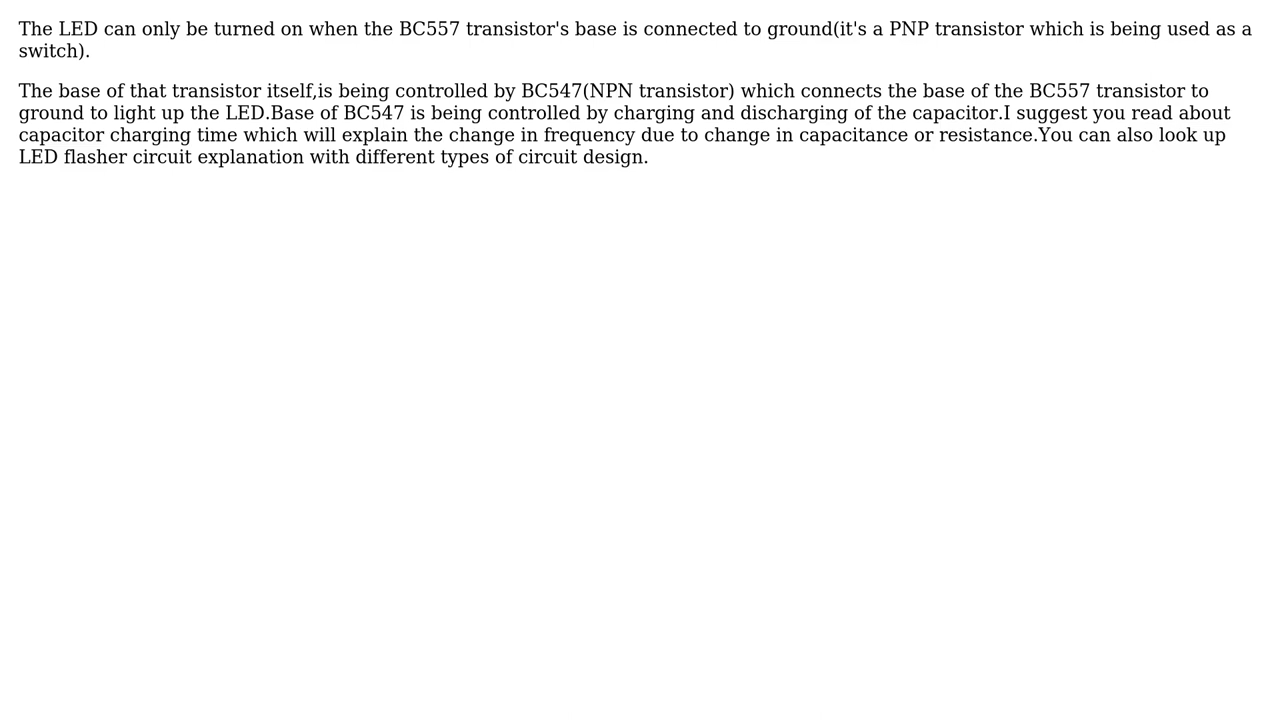 The LED can only be turned on when the BC557 transistor's base is connected to ground(it's a PNP transistor which is being used as a
switch).
The base of that transistor itself,is being controlled by BC547(NPN transistor) which connects the base of the BC557 transistor to
ground to light up the LED.Base of BC547 is being controlled by charging and discharging of the capacitor.I suggest you read about
capacitor charging time which will explain the change in frequency due to change in capacitance or resistance.You can also look up
LED flasher circuit explanation with different types of circuit design.